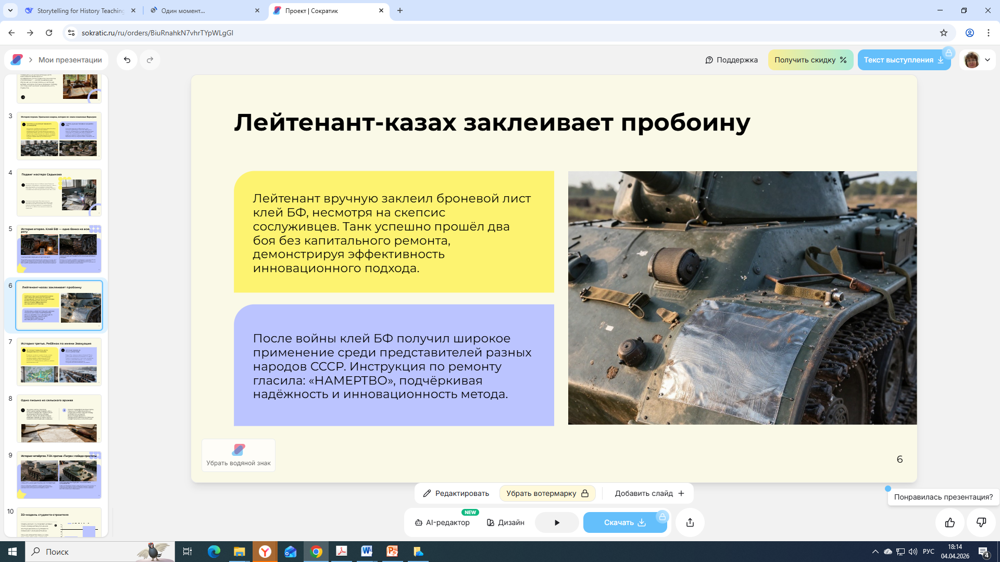 Storytelling for History Teaching
Один момент...
Проект | Сократик
sokratic.ru/ru/orders/BiuRnahkN7vhrTYpWLgGl
Мои презентации
Поддержка
Получить скидку %
Текст выступления
3
История первая. Уральская сварка, которая не знала языковых барьеров
4
Подвиг мастера Садыкова
5
История вторая. Клей БФ — одна банка на всю роту
6
Лейтенант-казах заклеивает пробоину
7
История третья. Ребёнок по имени Эвакуация
8
Одно письмо из сельского архива
9
История четвёртая. Т-34 против «Тигра»: победа простоты
10
3D-модель студента-строителя
Лейтенант-казах заклеивает пробоину
Лейтенант вручную заклеил броневой лист
клей БФ, несмотря на скепсис
сослуживцев. Танк успешно прошёл два
боя без капитального ремонта,
демонстрируя эффективность
инновационного подхода.
После войны клей БФ получил широкое
применение среди представителей разных
народов СССР. Инструкция по ремонту
гласила: «НАМЕРТВО», подчёркивая
надёжность и инновационность метода.
Убрать водяной знак
6
Редактировать
Убрать вотермарку
Добавить слайд
Понравилась презентация?
NEW
AI-редактор
Дизайн
Скачать
Поиск
РУС
18:14
04.04.2026
4